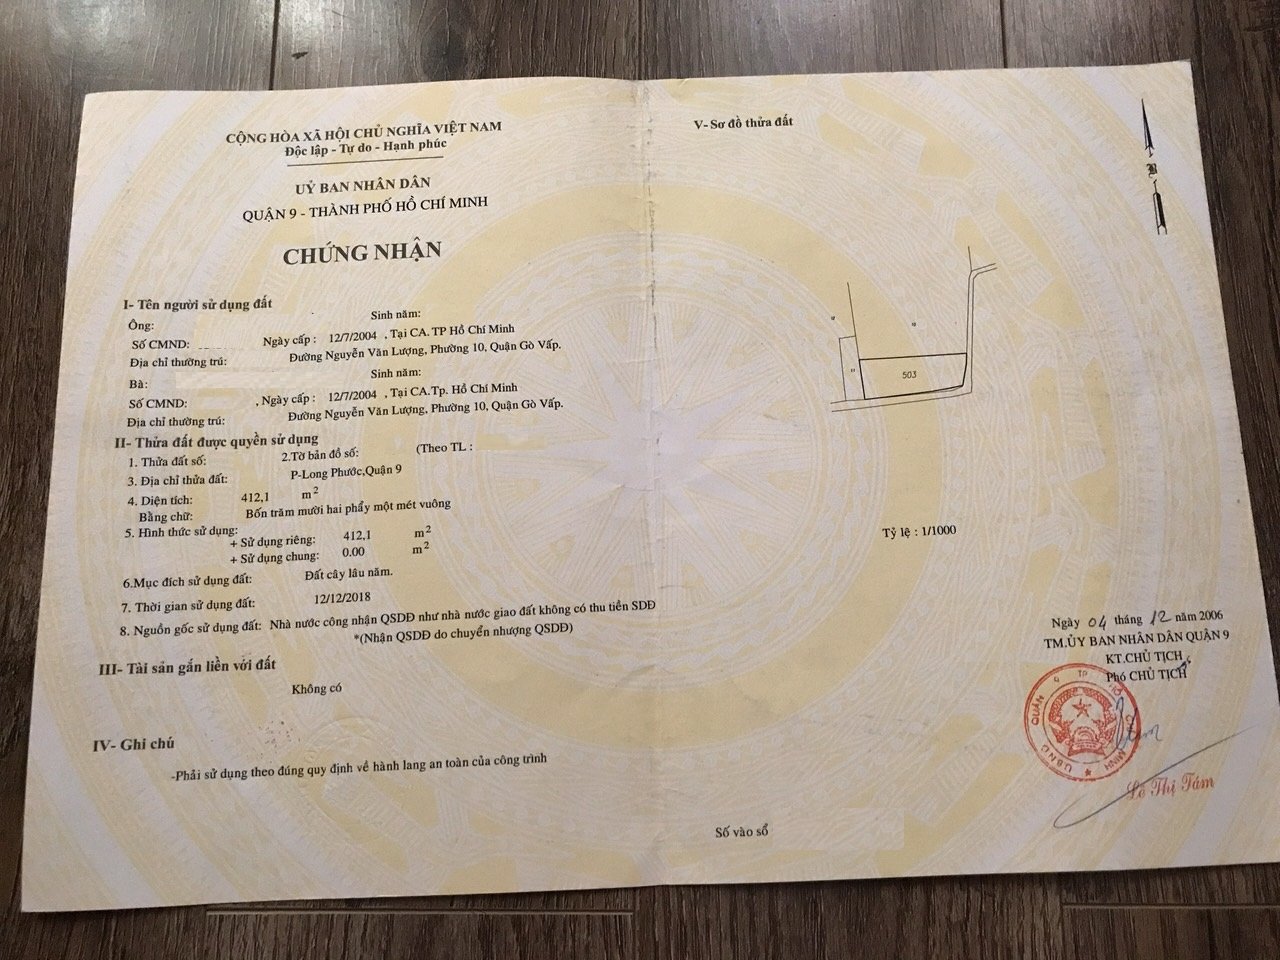 CỘNG HÒA XÃ HỘI CHỦ NGHĨA VIỆT NAM
Độc lập - Tự do - Hạnh phúc
UỶ BAN NHÂN DÂN
QUẬN 9 - THÀNH PHỐ HỒ CHÍ MINH
CHỨNG NHẬN
I- Tên người sử dụng đất
Ông: Sinh năm:
Số CMND: Ngày cấp : 12/7/2004 , Tại CA. TP Hồ Chí Minh
Địa chỉ thường trú: Đường Nguyễn Văn Lượng, Phường 10, Quận Gò Vấp.
Bà: Sinh năm:
Số CMND: , Ngày cấp : 12/7/2004 , Tại CA.Tp. Hồ Chí Minh
Địa chỉ thường trú: Đường Nguyễn Văn Lượng, Phường 10, Quận Gò Vấp.
II- Thửa đất được quyền sử dụng
1. Thửa đất số: 2.Tờ bản đồ số: (Theo TL :
3. Địa chỉ thửa đất: P-Long Phước,Quận 9
4. Diện tích: 412,1 m2
Bằng chữ: Bốn trăm mười hai phẩy một mét vuông
5. Hình thức sử dụng:
+ Sử dụng riêng: 412,1 m2
+ Sử dụng chung: 0.00 m2
6.Mục đích sử dụng đất: Đất cây lâu năm.
7. Thời gian sử dụng đất: 12/12/2018
8. Nguồn gốc sử dụng đất: Nhà nước công nhận QSDĐ như nhà nước giao đất không có thu tiền SDĐ
*(Nhận QSDĐ do chuyển nhượng QSDĐ)
III- Tài sản gắn liền với đất
Không có
IV- Ghi chú
-Phải sử dụng theo đúng quy định về hành lang an toàn của công trình
V- Sơ đồ thửa đất
B
503
Tỷ lệ : 1/1000
Ngày 04 tháng 12 năm 2006
TM.ỦY BAN NHÂN DÂN QUẬN 9
KT.CHỦ TỊCH
Phó CHỦ TỊCH
U.B.N.D QUẬN 9 TP HỒ CHÍ MINH
Lê Thị Tám
Số vào sổ